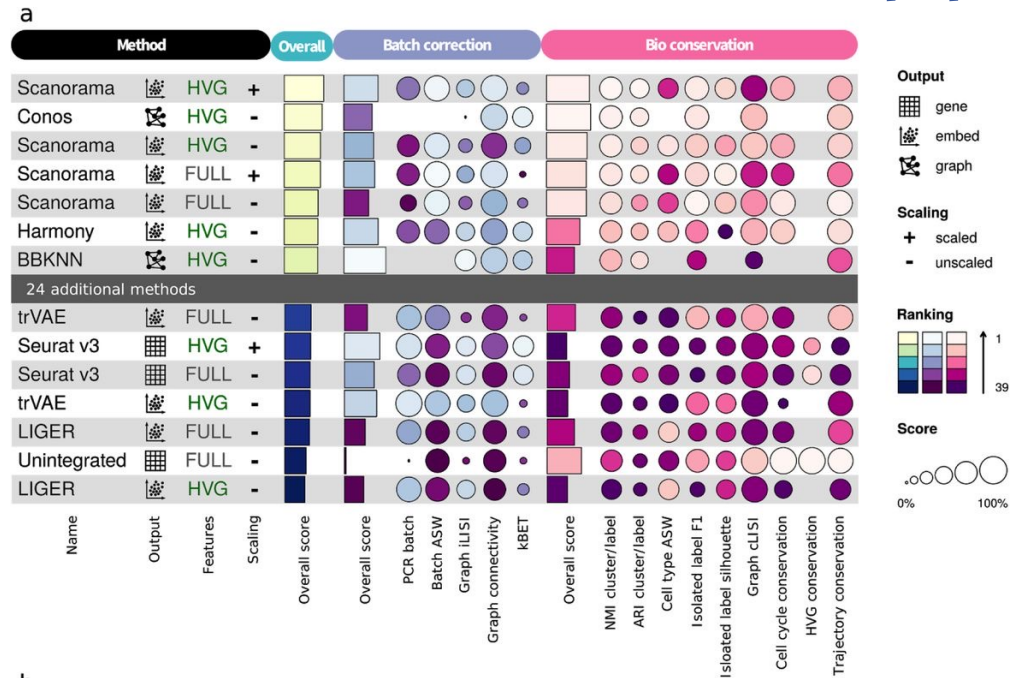 a
Method Overall Batch correction Bio conservation
Scanorama HVG +
Conos HVG -
Scanorama HVG -
Scanorama FULL +
Scanorama FULL -
Harmony HVG -
BBKNN HVG -
24 additional methods
trVAE FULL -
Seurat v3 HVG +
Seurat v3 FULL -
trVAE HVG -
LIGER FULL -
Unintegrated FULL -
LIGER HVG -
Name
Output
Features
Scaling
Overall score
Overall score
PCR batch
Batch ASW
Graph iLISI
Graph connectivity
kBET
Overall score
NMI cluster/label
ARI cluster/label
Cell type ASW
Isolated label F1
Isloated label silhouette
Graph cLISI
Cell cycle conservation
HVG conservation
Trajectory conservation
Output
gene
embed
graph
Scaling
+ scaled
- unscaled
Ranking
1
39
Score
0% 100%